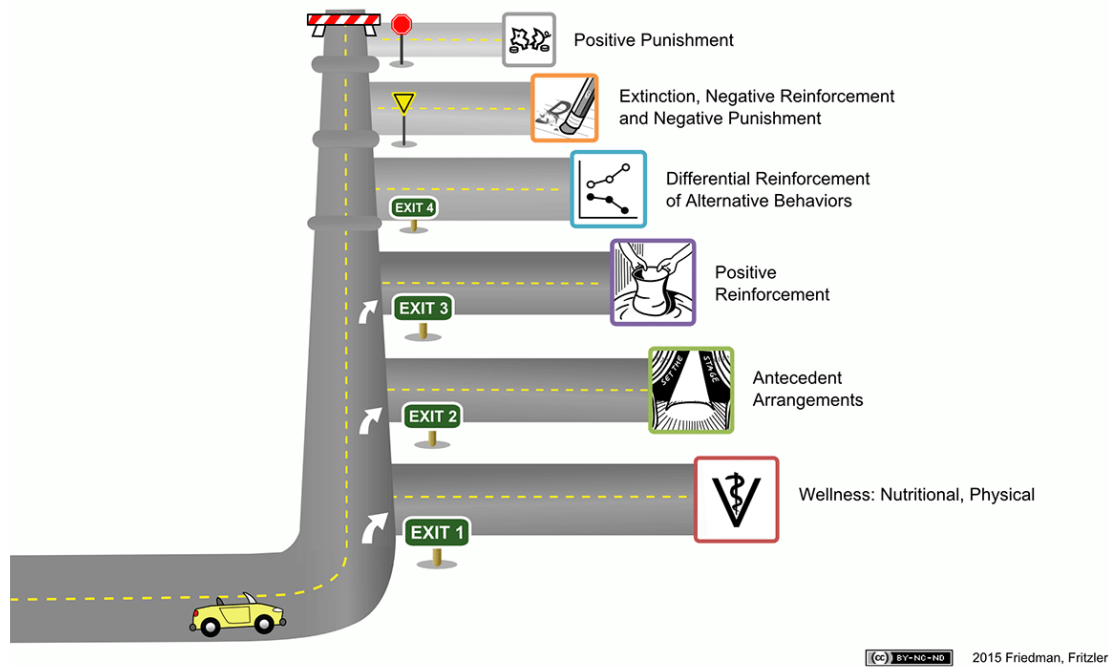 Positive Punishment
Extinction, Negative Reinforcement
and Negative Punishment
Differential Reinforcement
of Alternative Behaviors
EXIT 4
Positive
Reinforcement
EXIT 3
SET THE STAGE
Antecedent
Arrangements
EXIT 2
Wellness: Nutritional, Physical
V
EXIT 1
cc BY-NC-ND 2015 Friedman, Fritzler